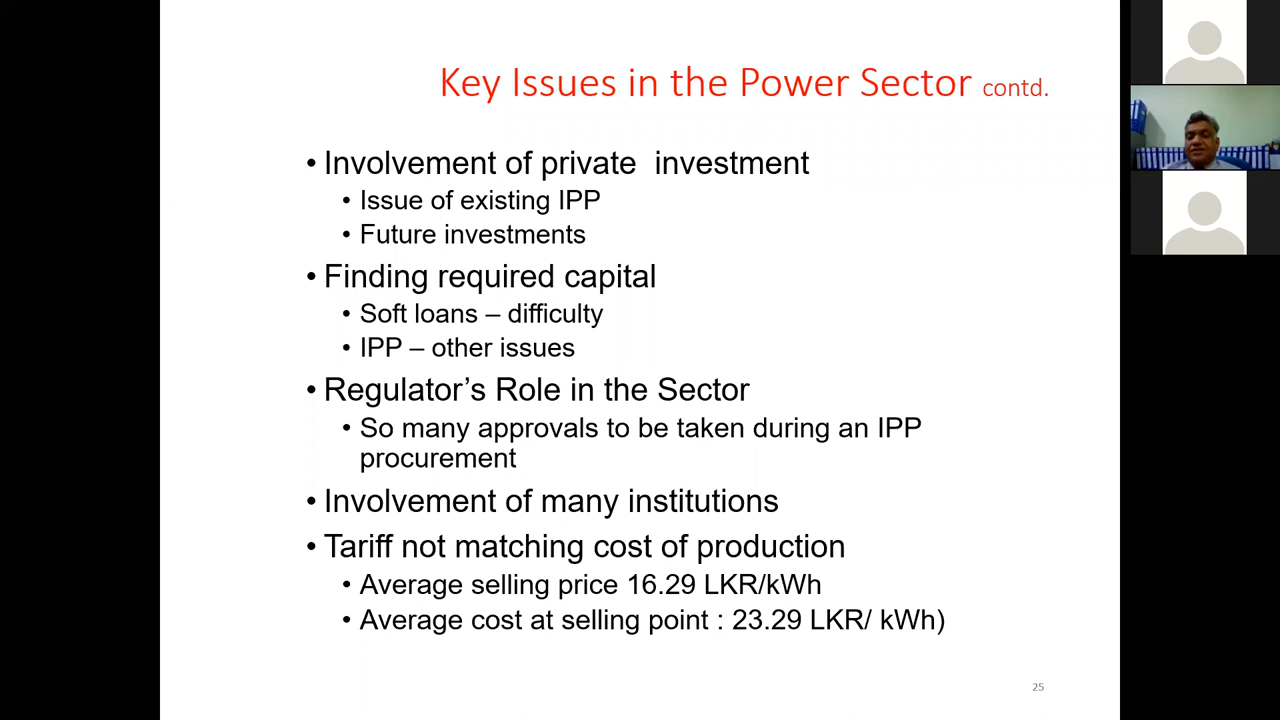 Key Issues in the Power Sector contd.
• Involvement of private  investment
• Issue of existing IPP
• Future investments
• Finding required capital
• Soft loans – difficulty
• IPP – other issues
• Regulator’s Role in the Sector
• So many approvals to be taken during an IPP
procurement
• Involvement of many institutions
• Tariff not matching cost of production
• Average selling price 16.29 LKR/kWh
• Average cost at selling point : 23.29 LKR/ kWh)
25